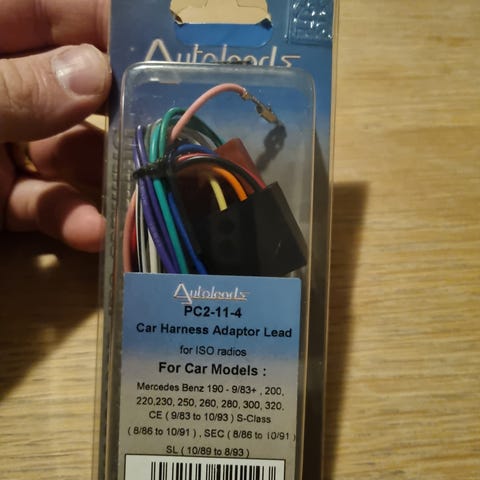 Autoleads
Autoleads
PC2-11-4
Car Harness Adaptor Lead
for ISO radios
For Car Models :
Mercedes Benz 190 - 9/83+ , 200,
220,230, 250, 260, 280, 300, 320.
CE ( 9/83 to 10/93 ) S-Class
( 8/86 to 10/91 ) , SEC ( 8/86 to 10/91 )
SL ( 10/89 to 8/93 )